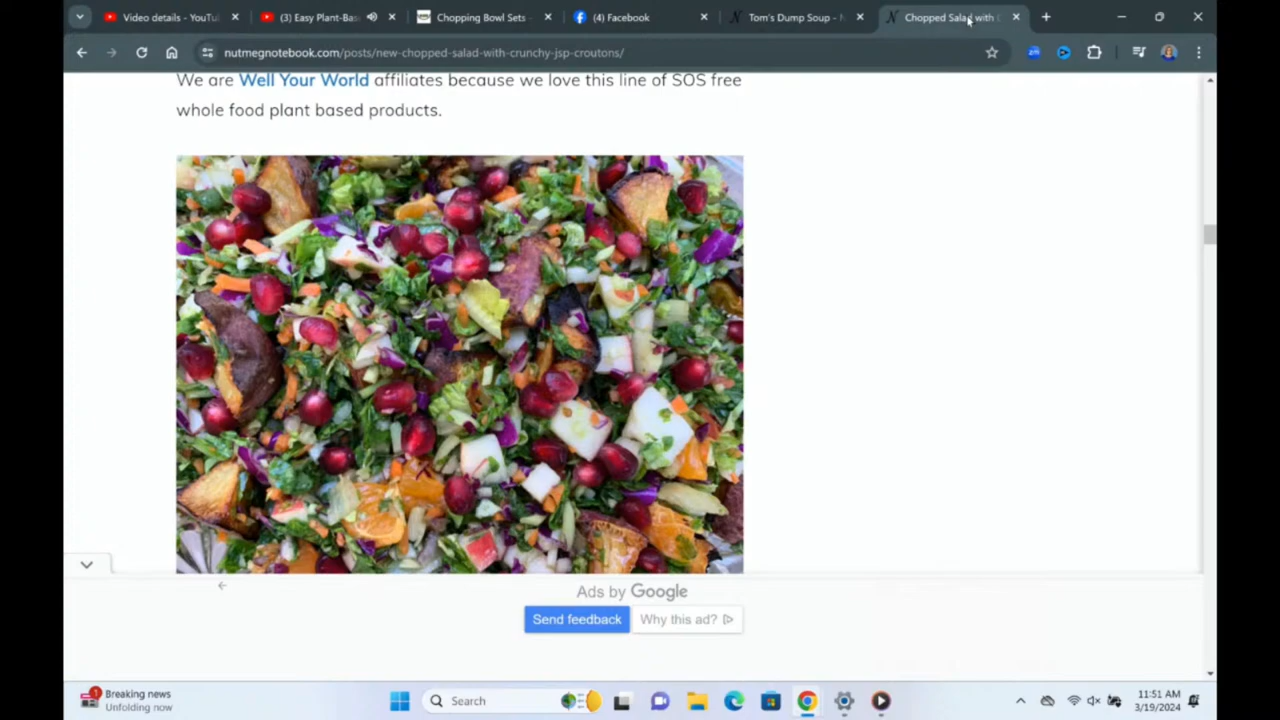 Video details - YouTu
(3) Easy Plant-Bas
Chopping Bowl Sets -
(4) Facebook
Tom's Dump Soup - N
Chopped Salad with C
nutmegnotebook.com/posts/new-chopped-salad-with-crunchy-jsp-croutons/
We are Well Your World affiliates because we love this line of SOS free
whole food plant based products.
Ads by Google
Send feedback
Why this ad?
Breaking news
Unfolding now
Search
11:51 AM
3/19/2024